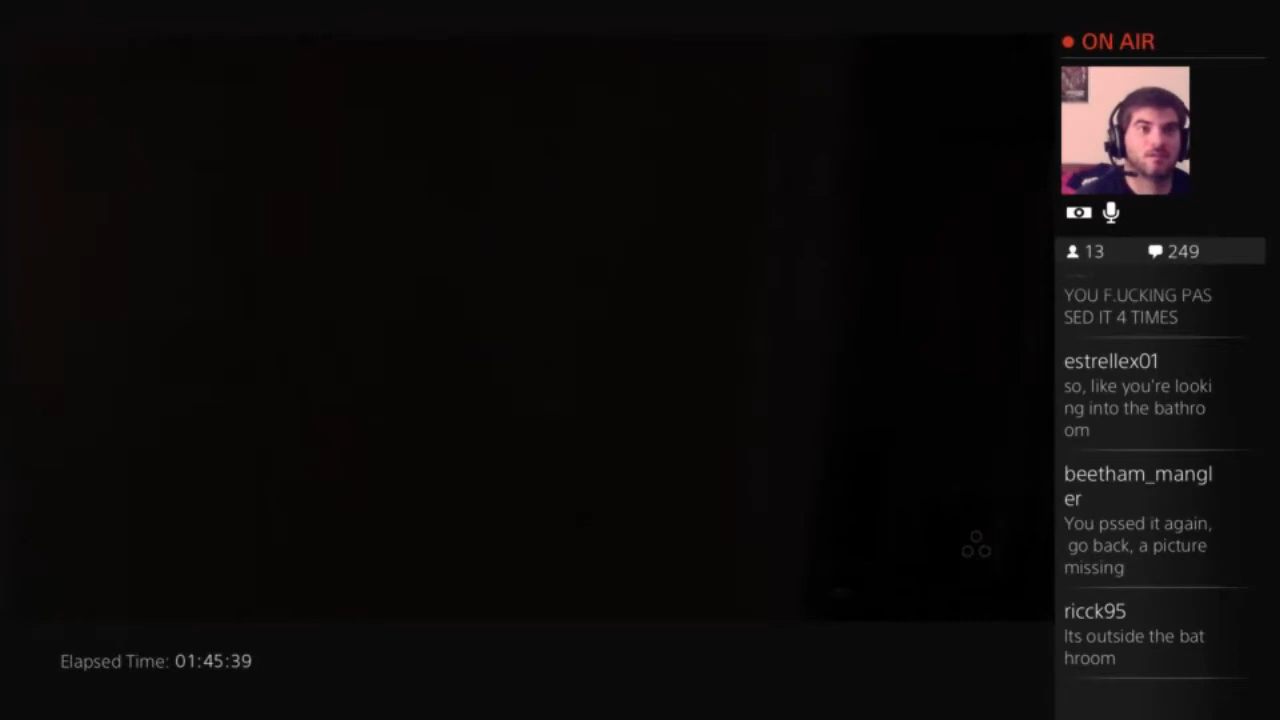 ON AIR
13 249
YOU F.UCKING PAS
SED IT 4 TIMES
estrellex01
so, like you're looki
ng into the bathro
om
beetham_mangl
er
You pssed it again,
go back, a picture
missing
ricck95
Its outside the bat
hroom
Elapsed Time: 01:45:39